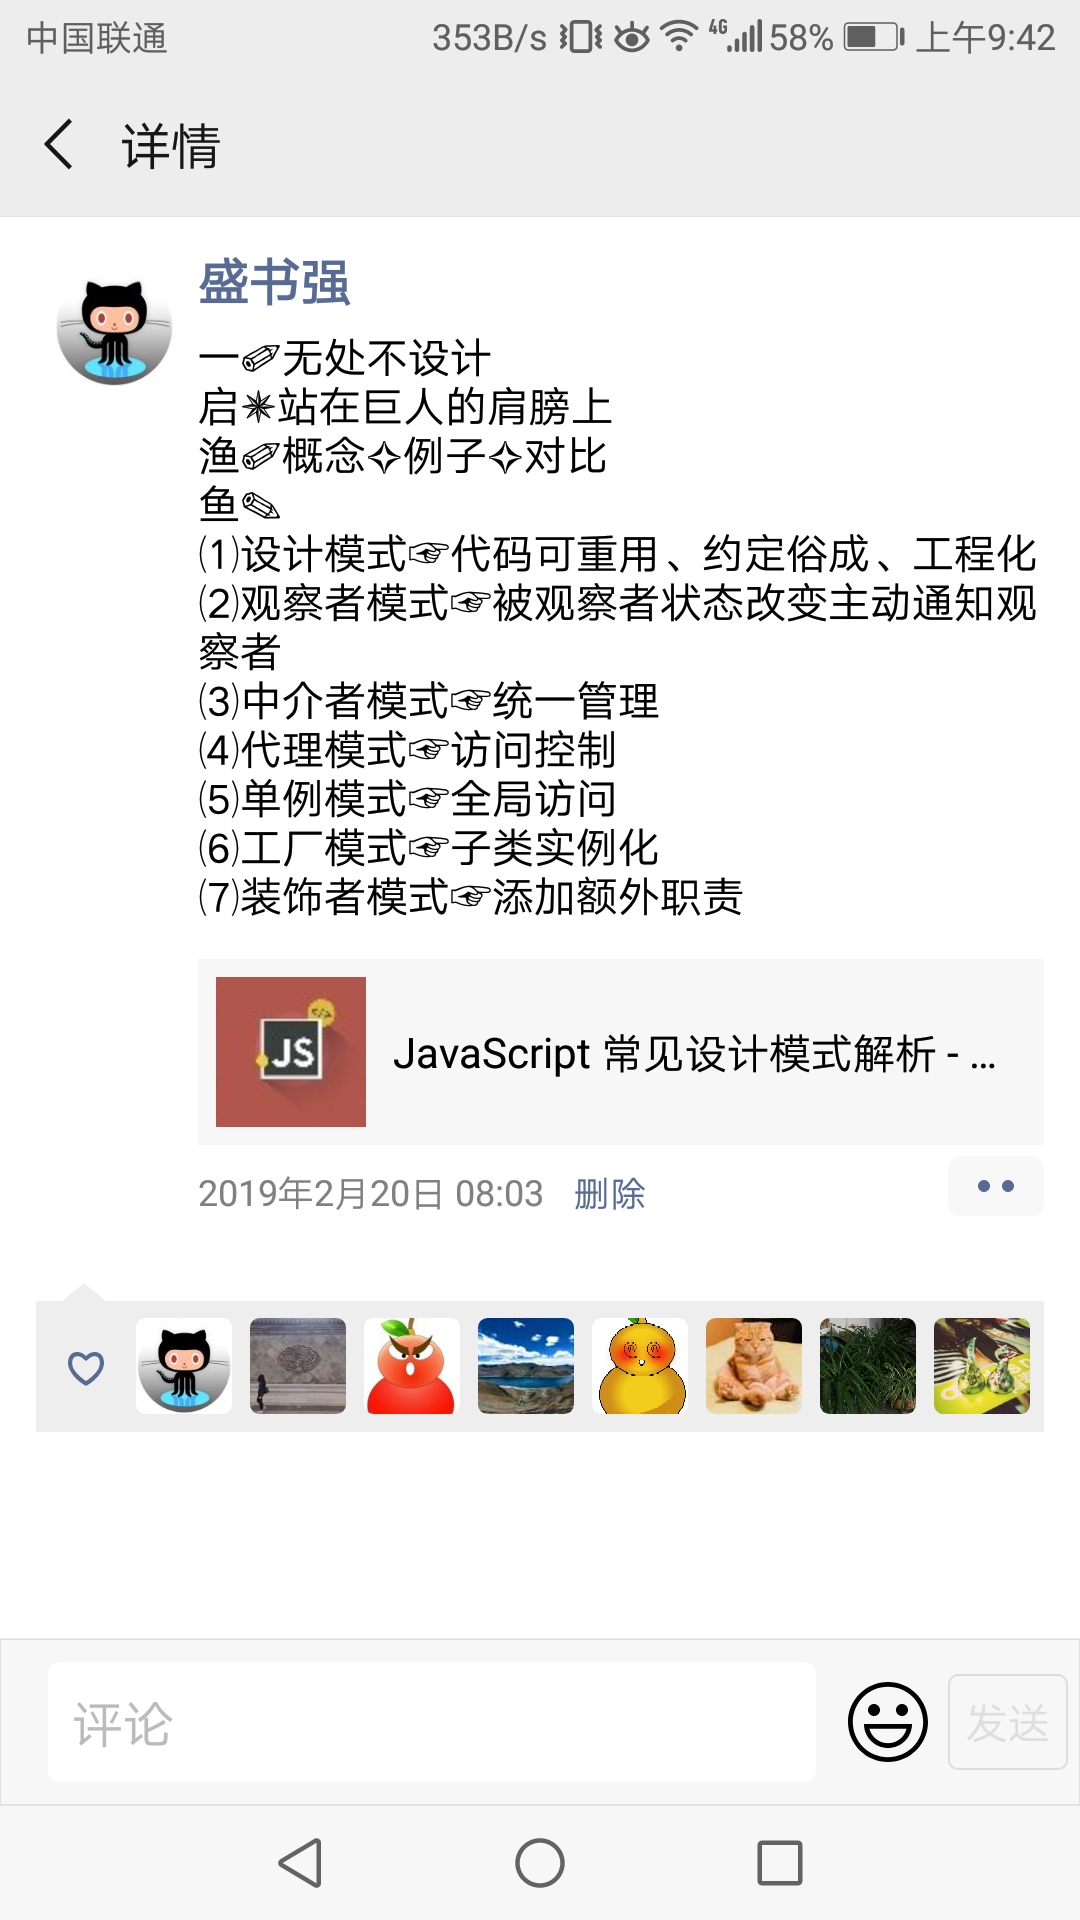 中国联通 353B/s 4G 58% 上午9:42
详情
盛书强
一✐无处不设计
启✷站在巨人的肩膀上
渔✐概念✧例子✧对比
鱼✎
⑴设计模式☞代码可重用、约定俗成、工程化
⑵观察者模式☞被观察者状态改变主动通知观
察者
⑶中介者模式☞统一管理
⑷代理模式☞访问控制
⑸单例模式☞全局访问
⑹工厂模式☞子类实例化
⑺装饰者模式☞添加额外职责
JS
JavaScript 常见设计模式解析 - ...
2019年2月20日 08:03 删除
评论 发送